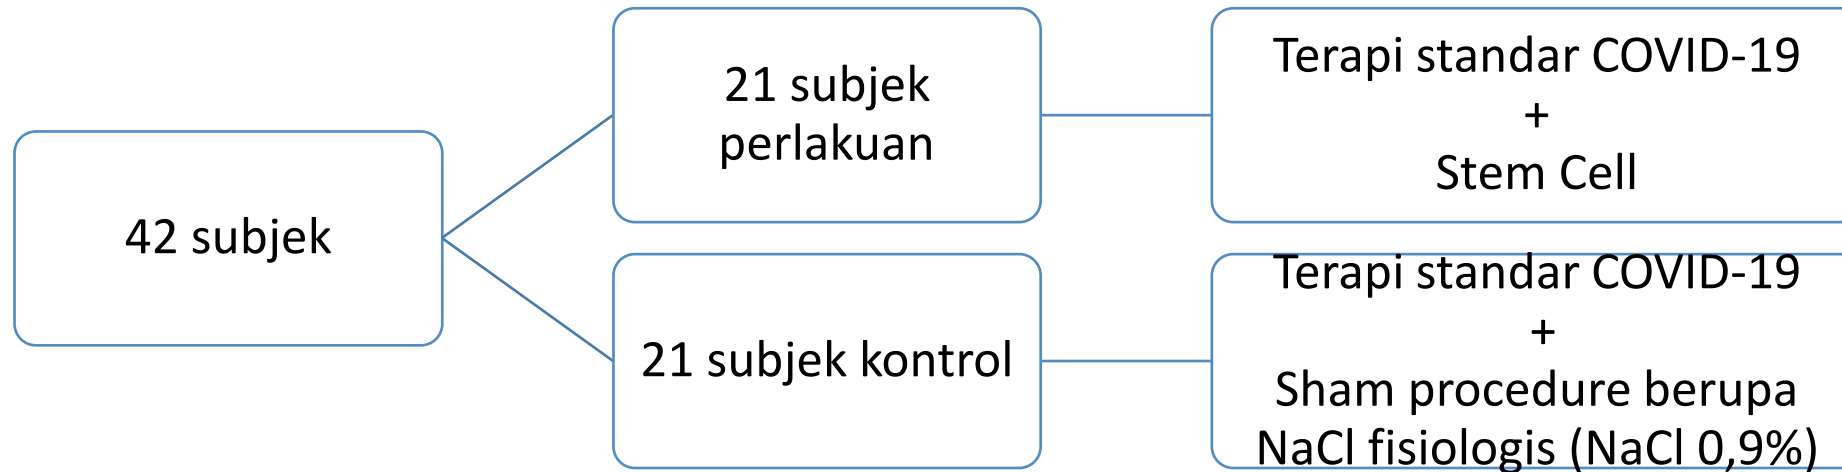 42 subjek
21 subjek
perlakuan
Terapi standar COVID-19
+
Stem Cell
21 subjek kontrol
Terapi standar COVID-19
+
Sham procedure berupa
NaCl fisiologis (NaCl 0,9%)